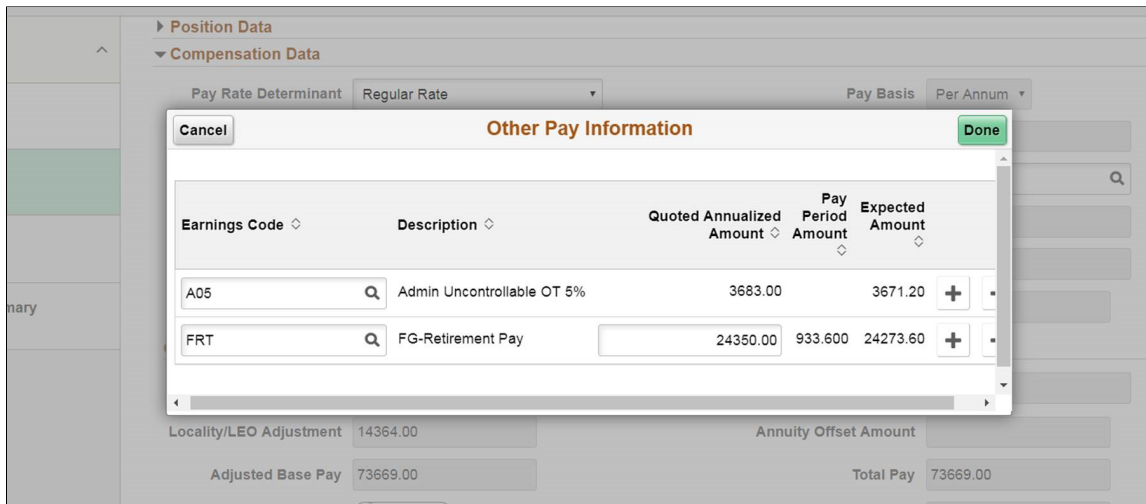 Position Data
Compensation Data
Pay Rate Determinant Regular Rate Pay Basis Per Annum
Cancel Other Pay Information Done
Earnings Code Description Quoted Annualized Amount Pay Period Amount Expected Amount
A05 Admin Uncontrollable OT 5% 3683.00 3671.20
FRT FG-Retirement Pay 24350.00 933.600 24273.60
Locality/LEO Adjustment 14364.00 Annuity Offset Amount
Adjusted Base Pay 73669.00 Total Pay 73669.00